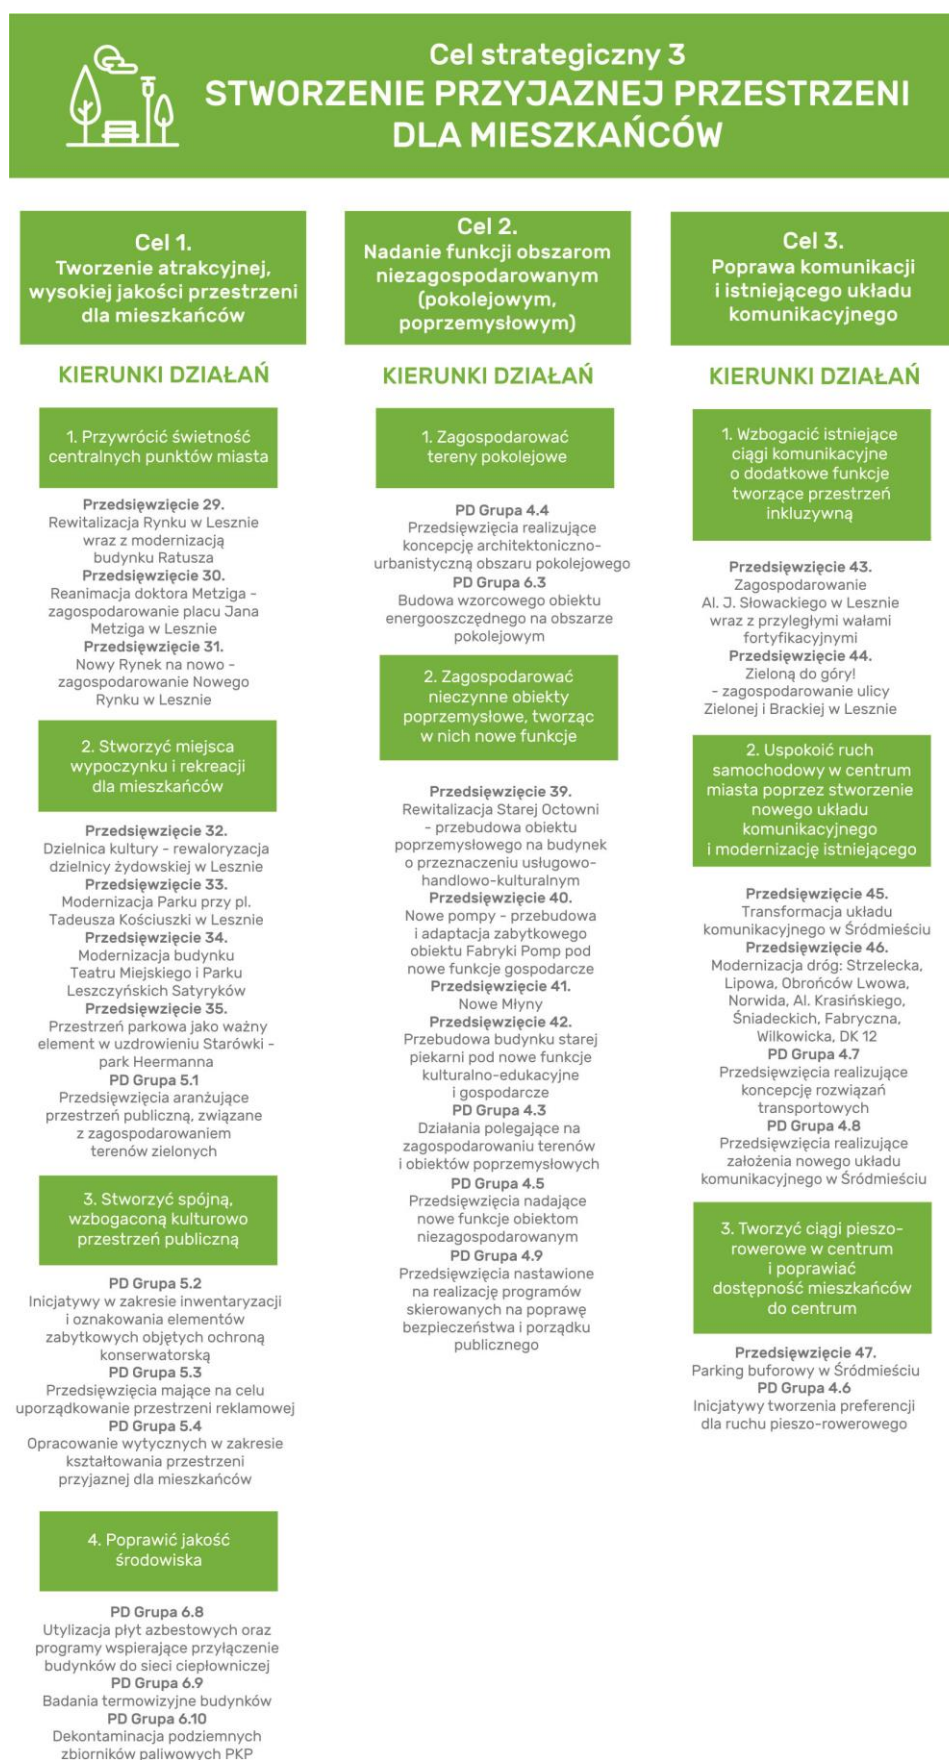 Cel strategiczny 3
STWORZENIE PRZYJAZNEJ PRZESTRZENI
DLA MIESZKAŃCÓW
Cel 1.
Tworzenie atrakcyjnej,
wysokiej jakości przestrzeni
dla mieszkańców
KIERUNKI DZIAŁAŃ
1. Przywrócić świetność
centralnych punktów miasta
Przedsięwzięcie 29.
Rewitalizacja Rynku w Lesznie
wraz z modernizacją
budynku Ratusza
Przedsięwzięcie 30.
Reanimacja doktora Metziga -
zagospodarowanie placu Jana
Metziga w Lesznie
Przedsięwzięcie 31.
Nowy Rynek na nowo -
zagospodarowanie Nowego
Rynku w Lesznie
2. Stworzyć miejsca
wypoczynku i rekreacji
dla mieszkańców
Przedsięwzięcie 32.
Dzielnica kultury - rewaloryzacja
dzielnicy żydowskiej w Lesznie
Przedsięwzięcie 33.
Modernizacja Parku przy pl.
Tadeusza Kościuszki w Lesznie
Przedsięwzięcie 34.
Modernizacja budynku
Teatru Miejskiego i Parku
Leszczyńskich Satyryków
Przedsięwzięcie 35.
Przestrzeń parkowa jako ważny
element w uzdrowieniu Starówki -
park Heermanna
PD Grupa 5.1
Przedsięwzięcia aranżujące
przestrzeń publiczną, związane
z zagospodarowaniem
terenów zielonych
3. Stworzyć spójną,
wzbogaconą kulturowo
przestrzeń publiczną
PD Grupa 5.2
Inicjatywy w zakresie inwentaryzacji
i oznakowania elementów
zabytkowych objętych ochroną
konserwatorską
PD Grupa 5.3
Przedsięwzięcia mające na celu
uporządkowanie przestrzeni reklamowej
PD Grupa 5.4
Opracowanie wytycznych w zakresie
kształtowania przestrzeni
przyjaznej dla mieszkańców
4. Poprawić jakość
środowiska
PD Grupa 6.8
Utylizacja płyt azbestowych oraz
programy wspierające przyłączenie
budynków do sieci ciepłowniczej
PD Grupa 6.9
Badania termowizyjne budynków
PD Grupa 6.10
Dekontaminacja podziemnych
zbiorników paliwowych PKP
Cel 2.
Nadanie funkcji obszarom
niezagospodarowanym
(pokolejowym,
poprzemysłowym)
KIERUNKI DZIAŁAŃ
1. Zagospodarować
tereny pokolejowe
PD Grupa 4.4
Przedsięwzięcia realizujące
koncepcję architektoniczno-
urbanistyczną obszaru pokolejowego
PD Grupa 6.3
Budowa wzorcowego obiektu
energooszczędnego na obszarze
pokolejowym
2. Zagospodarować
nieczynne obiekty
poprzemysłowe, tworząc
w nich nowe funkcje
Przedsięwzięcie 39.
Rewitalizacja Starej Octowni
- przebudowa obiektu
poprzemysłowego na budynek
o przeznaczeniu usługowo-
handlowo-kulturalnym
Przedsięwzięcie 40.
Nowe pompy - przebudowa
i adaptacja zabytkowego
obiektu Fabryki Pomp pod
nowe funkcje gospodarcze
Przedsięwzięcie 41.
Nowe Młyny
Przedsięwzięcie 42.
Przebudowa budynku starej
piekarni pod nowe funkcje
kulturalno-edukacyjne
i gospodarcze
PD Grupa 4.3
Działania polegające na
zagospodarowaniu terenów
i obiektów poprzemysłowych
PD Grupa 4.5
Przedsięwzięcia nadające
nowe funkcje obiektom
niezagospodarowanym
PD Grupa 4.9
Przedsięwzięcia nastawione
na realizację programów
skierowanych na poprawę
bezpieczeństwa i porządku
publicznego
Cel 3.
Poprawa komunikacji
i istniejącego układu
komunikacyjnego
KIERUNKI DZIAŁAŃ
1. Wzbogacić istniejące
ciągi komunikacyjne
o dodatkowe funkcje
tworzące przestrzeń
inkluzywną
Przedsięwzięcie 43.
Zagospodarowanie
Al. J. Słowackiego w Lesznie
wraz z przyległymi wałami
fortyfikacyjnymi
Przedsięwzięcie 44.
Zieloną do góry!
- zagospodarowanie ulicy
Zielonej i Brackiej w Lesznie
2. Uspokoić ruch
samochodowy w centrum
miasta poprzez stworzenie
nowego układu
komunikacyjnego
i modernizację istniejącego
Przedsięwzięcie 45.
Transformacja układu
komunikacyjnego w Śródmieściu
Przedsięwzięcie 46.
Modernizacja dróg: Strzelecka,
Lipowa, Obrońców Lwowa,
Norwida, Al. Krasińskiego,
Śniadeckich, Fabryczna,
Wilkowicka, DK 12
PD Grupa 4.7
Przedsięwzięcia realizujące
koncepcję rozwiązań
transportowych
PD Grupa 4.8
Przedsięwzięcia realizujące
założenia nowego układu
komunikacyjnego w Śródmieściu
3. Tworzyć ciągi pieszo-
rowerowe w centrum
i poprawiać
dostępność mieszkańców
do centrum
Przedsięwzięcie 47.
Parking buforowy w Śródmieściu
PD Grupa 4.6
Inicjatywy tworzenia preferencji
dla ruchu pieszo-rowerowego